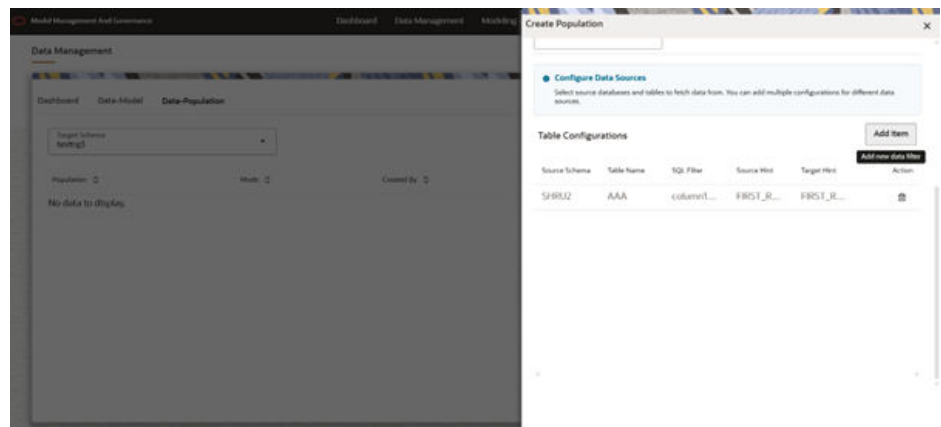 Model Management And Governance
Dashboard Data Management Modeling
Data Management
Dashboard Data-Model Data-Population
Target Schema
testing3
Population Mode Created By
No data to display.
Create Population
Configure Data Sources
Select source databases and tables to fetch data from. You can add multiple configurations for different data
sources.
Table Configurations
Add Item
Add new data filter
Source Schema Table Name SQL Filter Source Hint Target Hint Action
SHRU2 AAA column1... FIRST_R... FIRST_R...